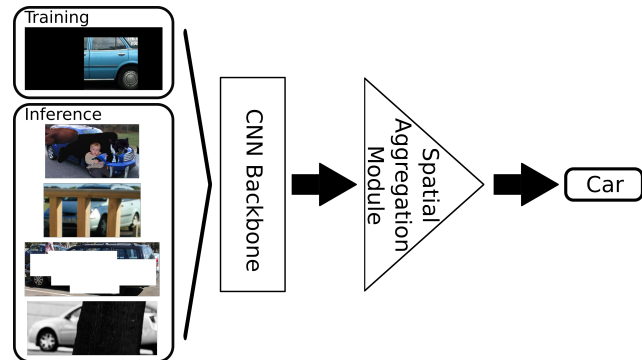 Training
Inference
CNN Backbone
Spatial
Aggregation
Module
Car